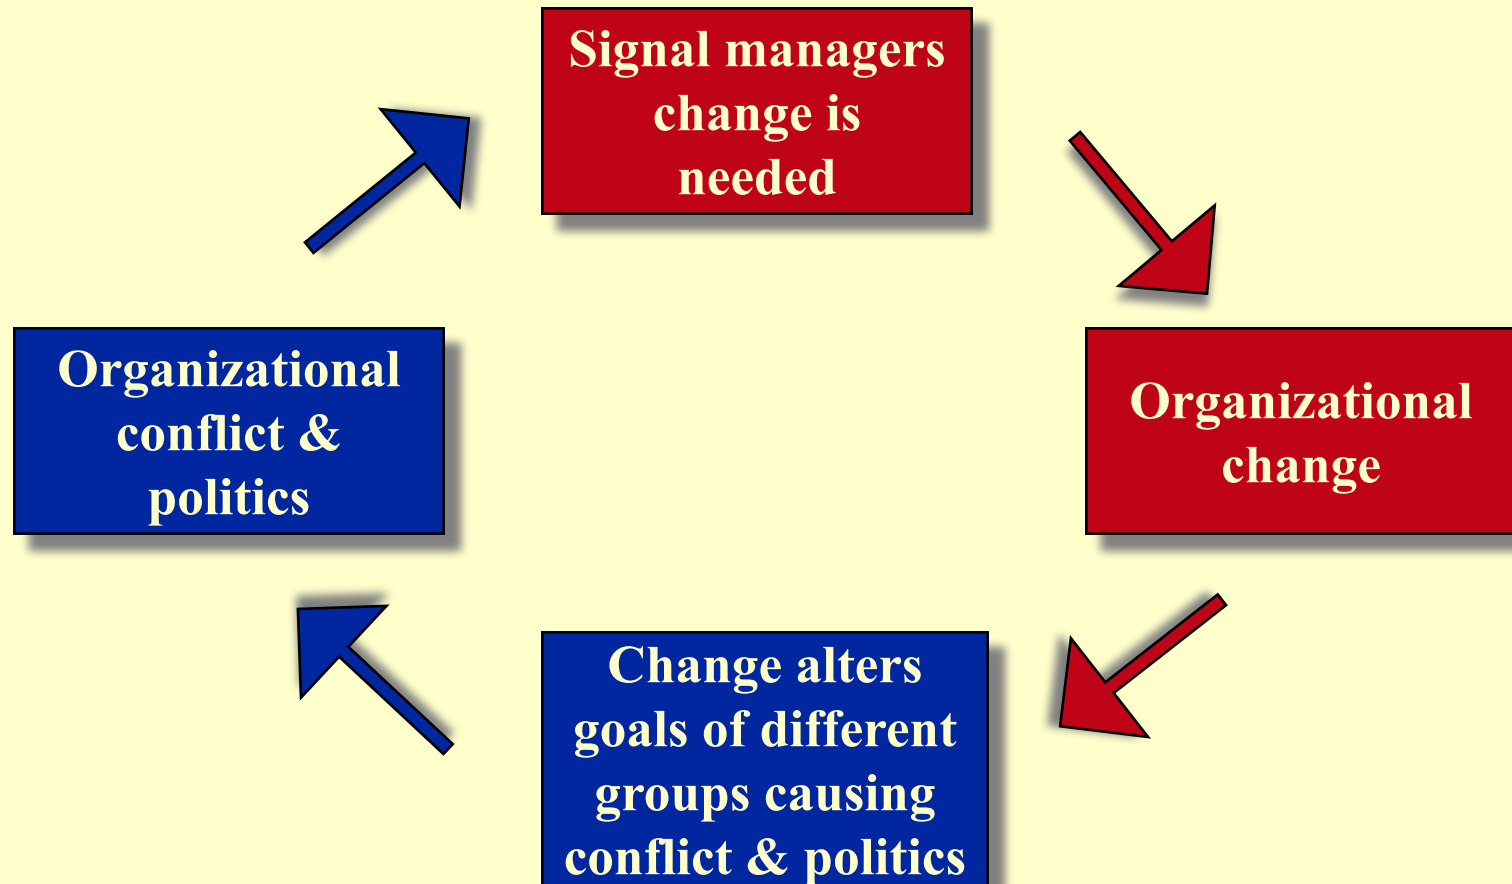 Signal managers
change is
needed
Organizational
conflict &
politics
Organizational
change
Change alters
goals of different
groups causing
conflict & politics